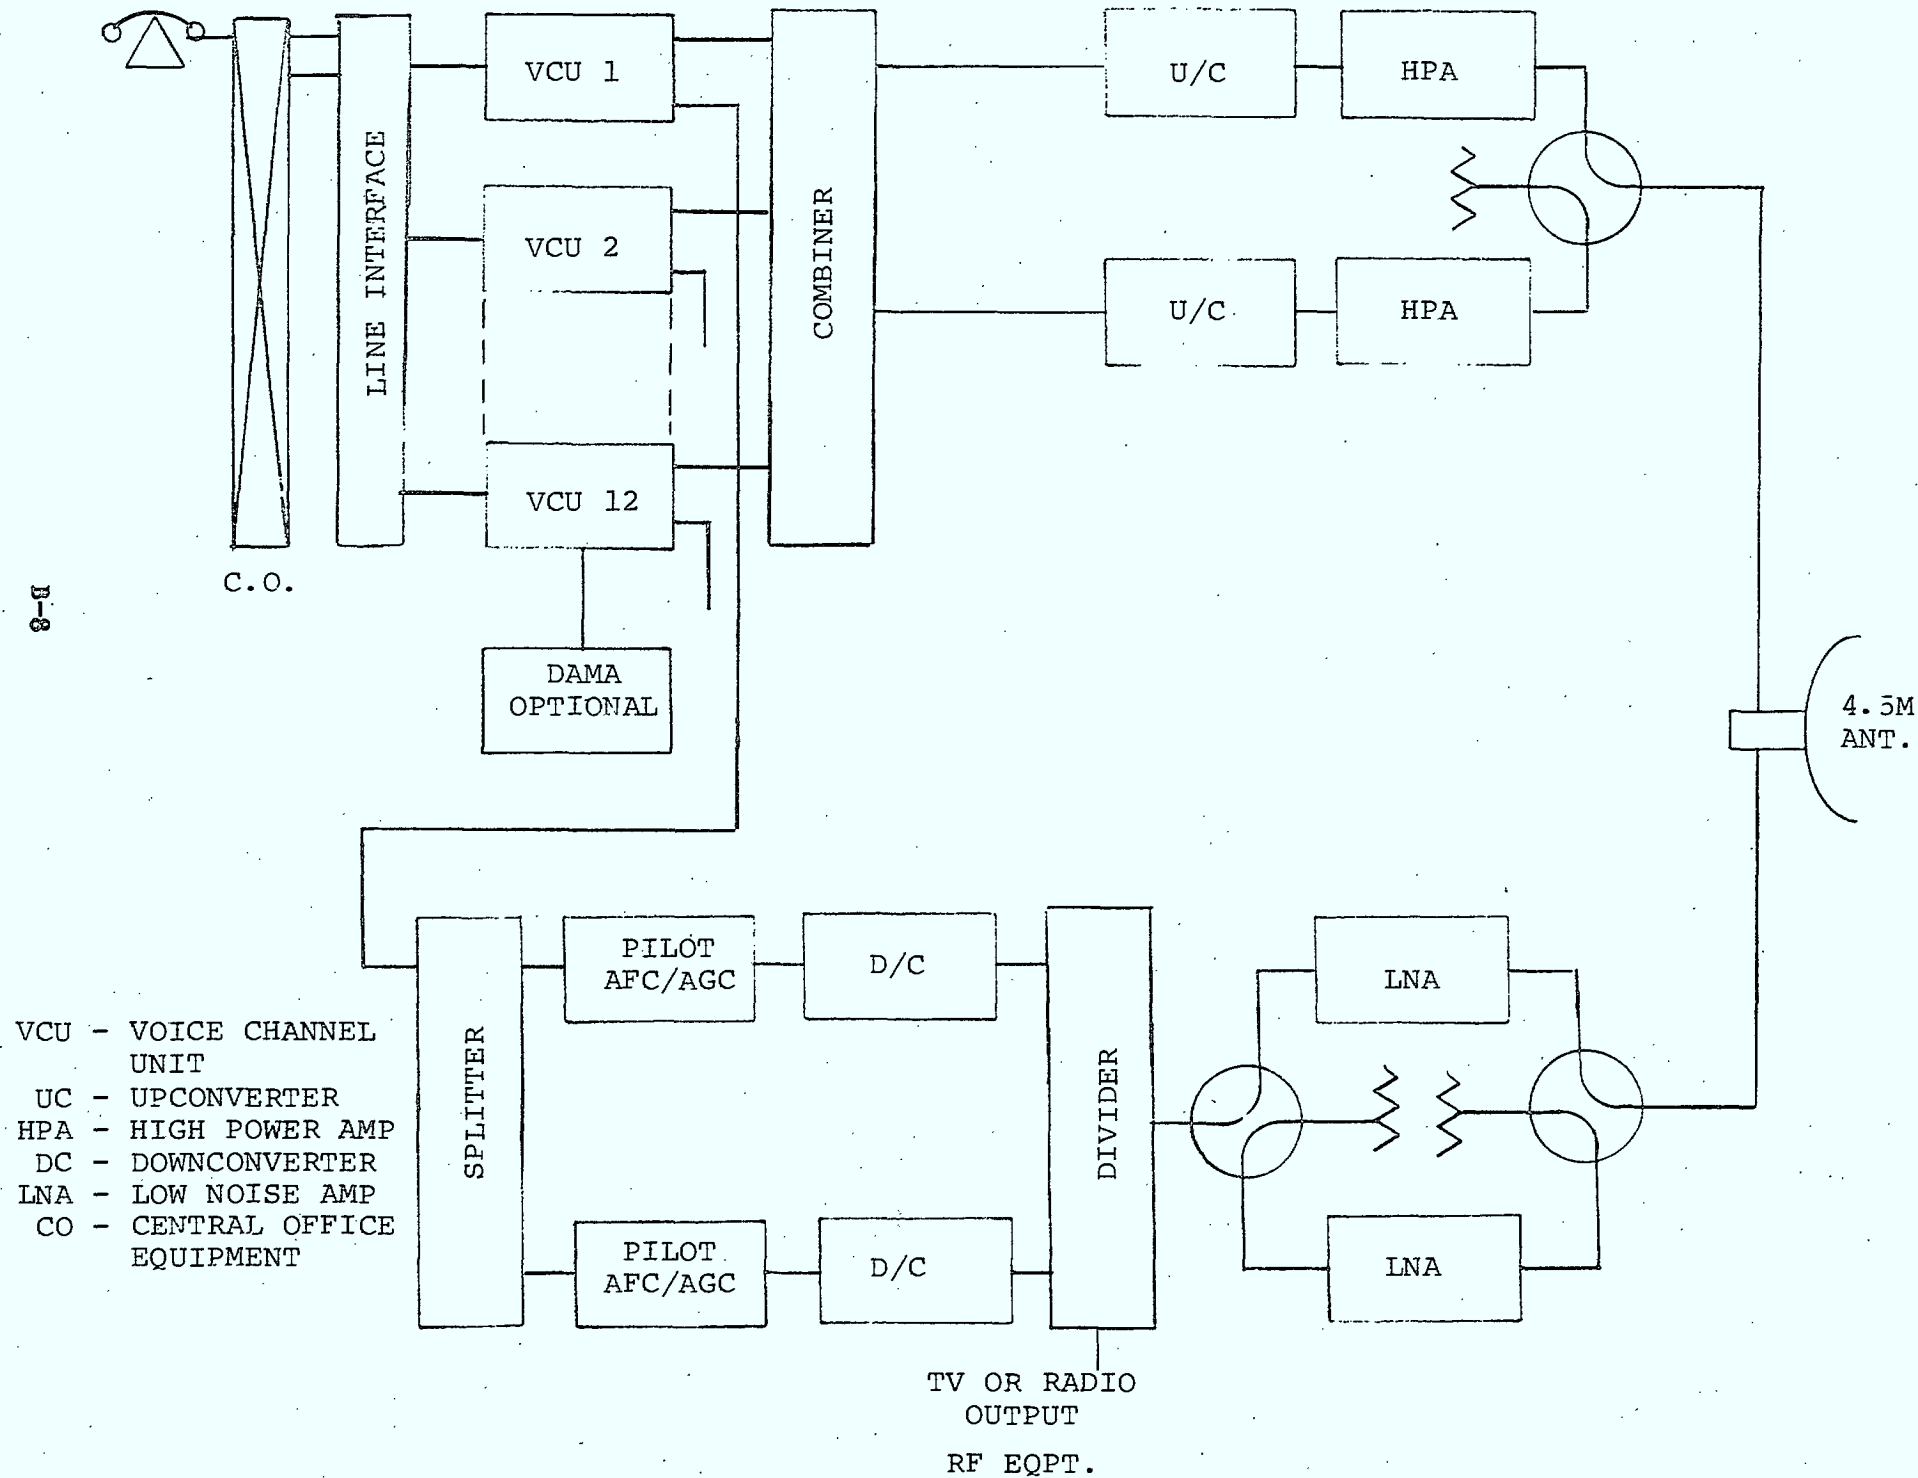 VCU 1
U/C
HPA
LINE INTERFACE
VCU 2
COMBINER
U/C
HPA
VCU 12
C.O.
B-8
DAMA
OPTIONAL
4.5M
ANT.
PILOT
AFC/AGC
D/C
LNA
SPLITTER
DIVIDER
VCU - VOICE CHANNEL
UNIT
UC - UPCONVERTER
HPA - HIGH POWER AMP
DC - DOWNCONVERTER
LNA - LOW NOISE AMP
CO - CENTRAL OFFICE
EQUIPMENT
PILOT
AFC/AGC
D/C
LNA
TV OR RADIO
OUTPUT
RF EQPT.